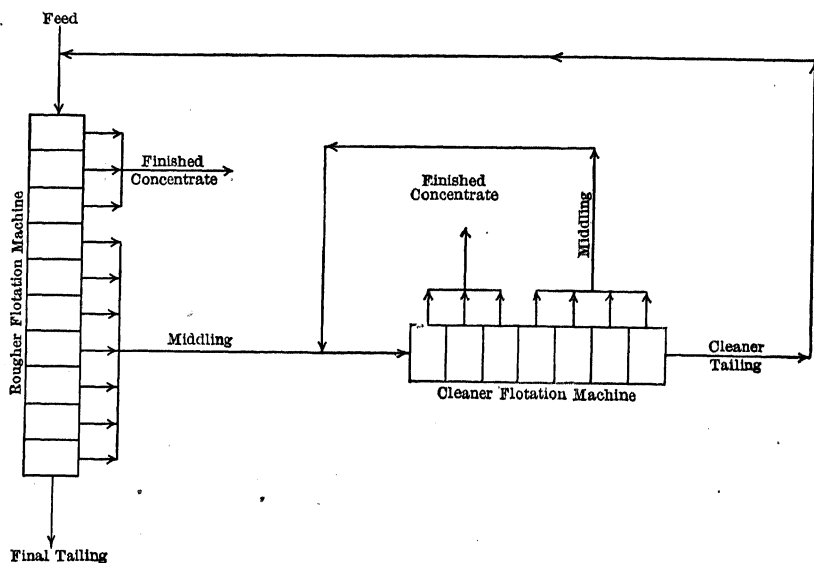 Feed
Finished
Concentrate
Finished
Concentrate
Middling
Rougher Flotation Machine
Middling
Cleaner
Tailing
Cleaner Flotation Machine
Final Tailing